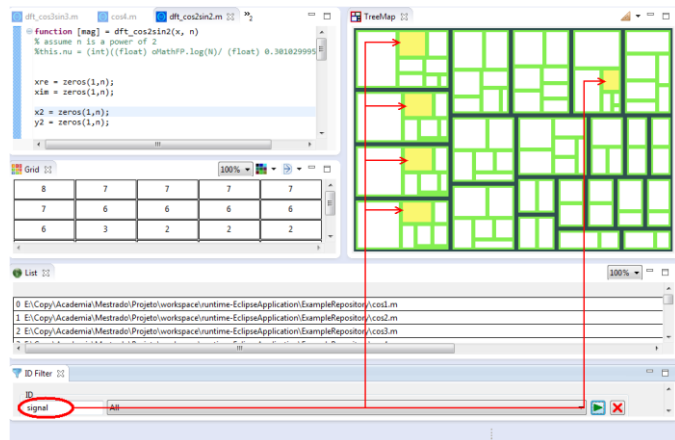 dft_cos3sin3.m cos4.m dft_cos2sin2.m »2
function [mag] = dft_cos2sin2(x, n)
% assume n is a power of 2
%this.nu = (int)((float) oMathFP.log(N)/ (float) 0.301029995
xre = zeros(1,n);
xim = zeros(1,n);
x2 = zeros(1,n);
y2 = zeros(1,n);
TreeMap
Grid 100%
8 7 7 7 7
7 6 6 6 6
6 3 2 2 2
List 100%
0 E:\Copy\Academia\Mestrado\Projeto\workspace\runtime-EclipseApplication\ExampleRepository\cos1.m
1 E:\Copy\Academia\Mestrado\Projeto\workspace\runtime-EclipseApplication\ExampleRepository\cos2.m
2 E:\Copy\Academia\Mestrado\Projeto\workspace\runtime-EclipseApplication\ExampleRepository\cos3.m
ID Filter
ID
signal All